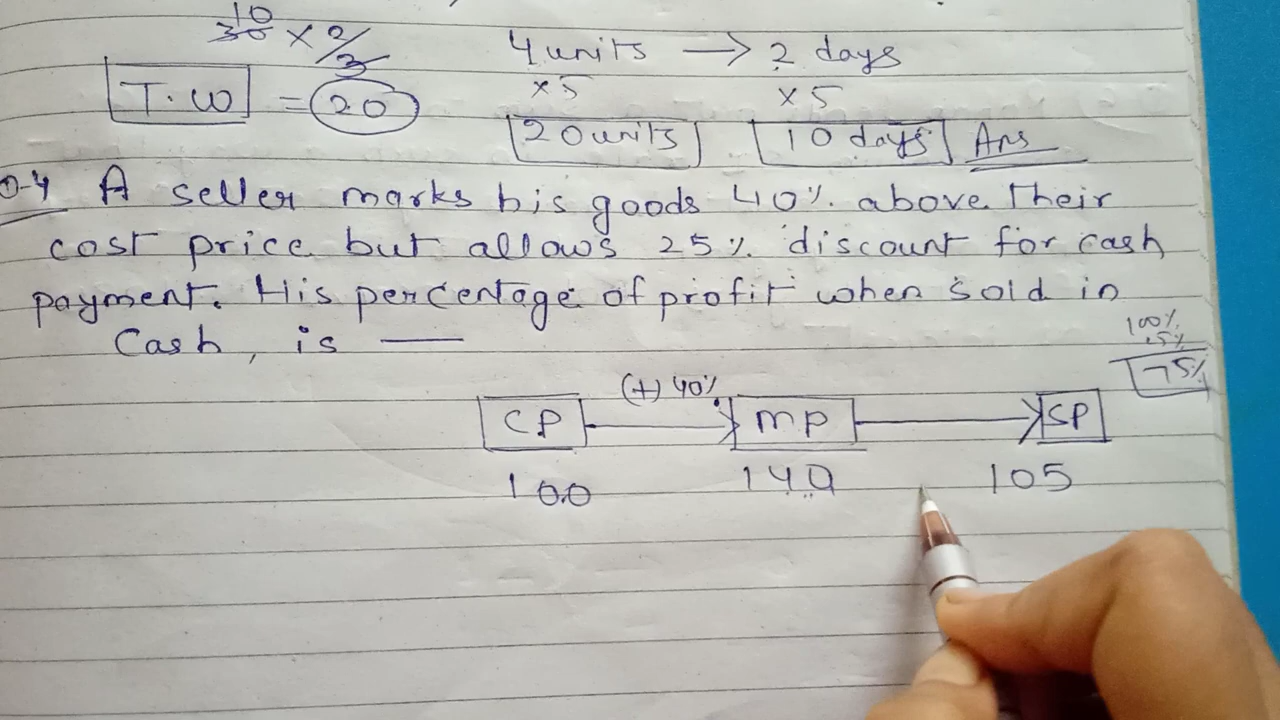 10
30 × 2/3
T.W = 20
4 units → 2 days
×5 ×5
20 units 10 days Ans
Q-4 A seller marks his goods 40% above their
cost price but allows 25% discount for cash
payment. His percentage of profit when sold in
Cash, is —
100%
75%
(+) 40%
CP MP SP
100 140 105